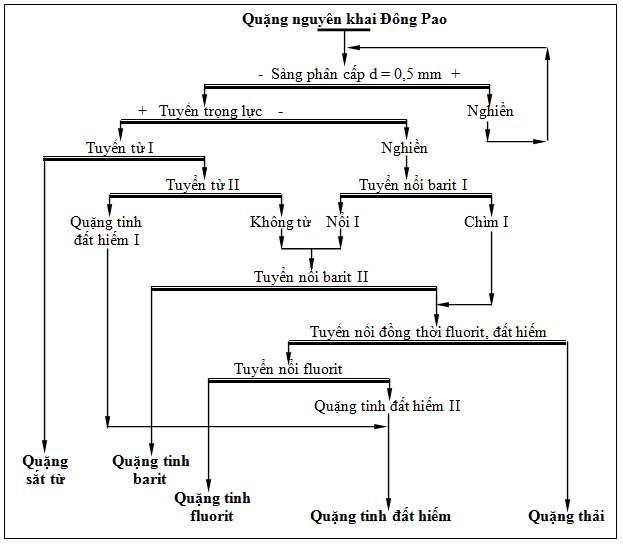 Quặng nguyên khai Đông Pao
- Sàng phân cấp d = 0,5 mm +
+ Tuyển trọng lực -
Nghiền
Tuyển từ I
Nghiền
Tuyển từ II
Tuyển nổi barit I
Quặng tinh
đất hiếm I
Không từ
Nổi I
Chìm I
Tuyển nổi barit II
Tuyển nổi đồng thời fluorit, đất hiếm
Tuyển nổi fluorit
Quặng tinh đất hiếm II
Quặng
sắt từ
Quặng tinh
barit
Quặng tinh
fluorit
Quặng tinh đất hiếm
Quặng thải